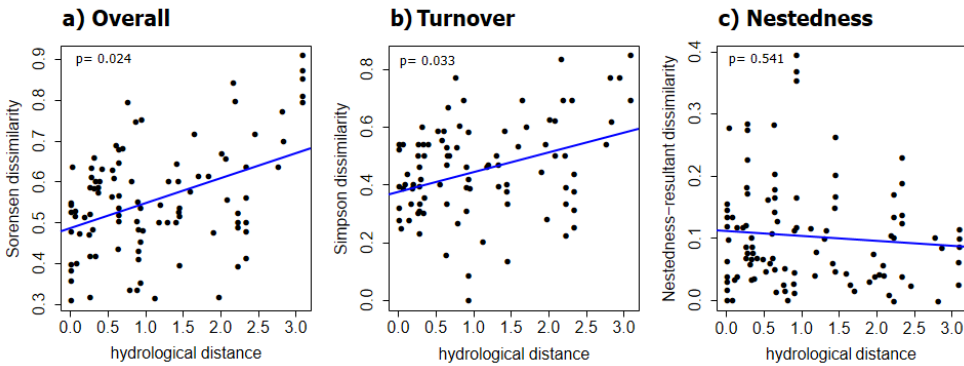 a) Overall
p= 0.024
Sorensen dissimilarity
0.9
0.8
0.7
0.6
0.5
0.4
0.3
0.0 0.5 1.0 1.5 2.0 2.5 3.0
hydrological distance
b) Turnover
p= 0.033
Simpson dissimilarity
0.8
0.6
0.4
0.2
0.0
0.0 0.5 1.0 1.5 2.0 2.5 3.0
hydrological distance
c) Nestedness
p= 0.541
Nestedness-resultant dissimilarity
0.4
0.3
0.2
0.1
0.0
0.0 0.5 1.0 1.5 2.0 2.5 3.0
hydrological distance